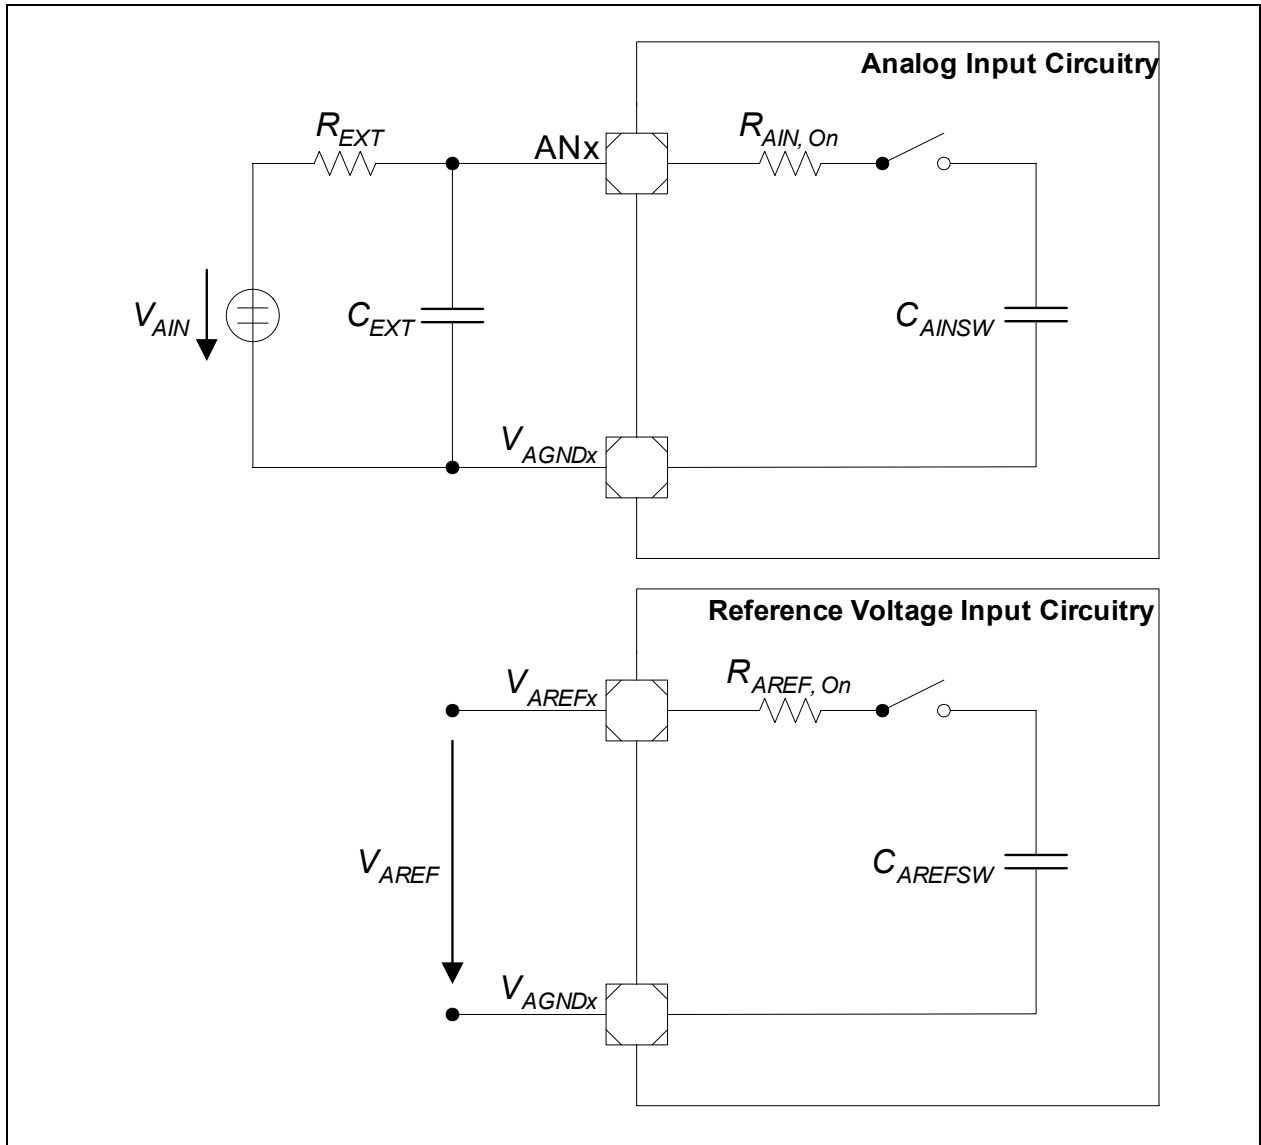 Analog Input Circuitry
R_EXT
ANx
R_AIN, On
V_AIN
C_EXT
C_AINSW
V_AGNDx
Reference Voltage Input Circuitry
V_AREFx
R_AREF, On
V_AREF
C_AREFSW
V_AGNDx